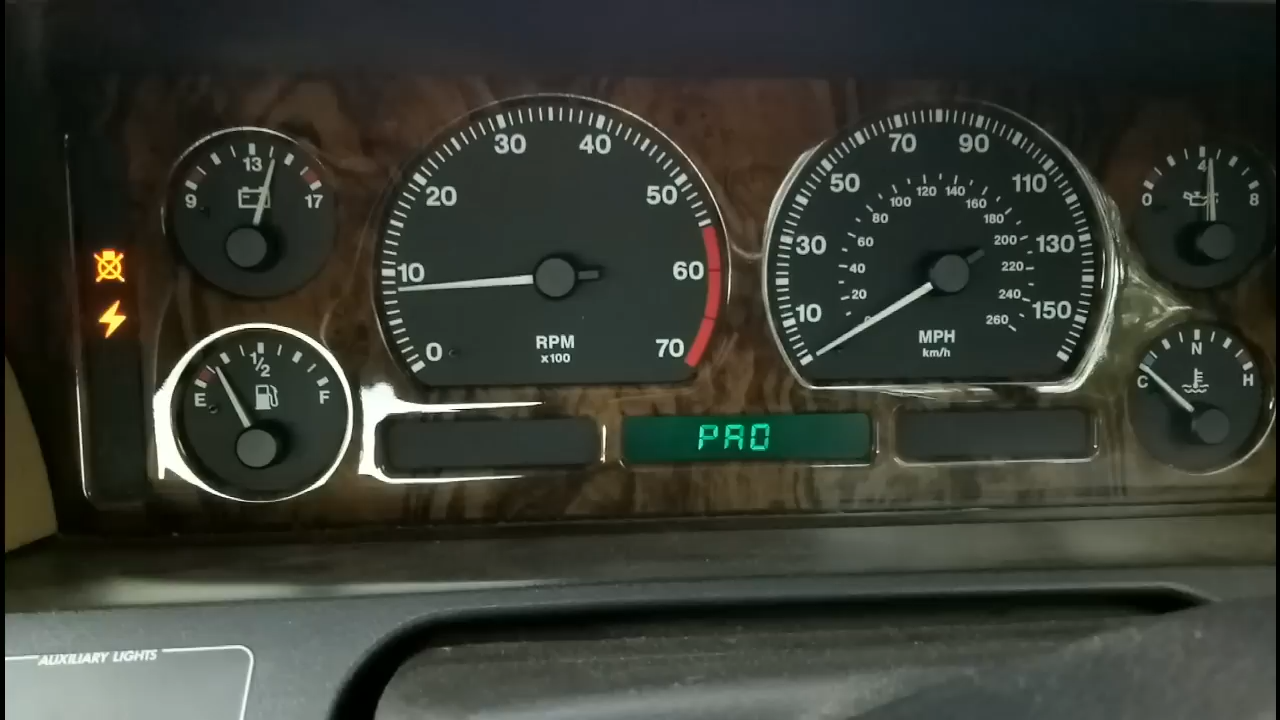 9 13 17
E 1/2 F
0 10 20 30 40 50 60 70
RPM
x100
10 30 50 70 90 110 130 150
20 40 60 80 100 120 140 160 180 200 220 240 260
MPH
km/h
0 4 8
C N H
PA0
AUXILIARY LIGHTS